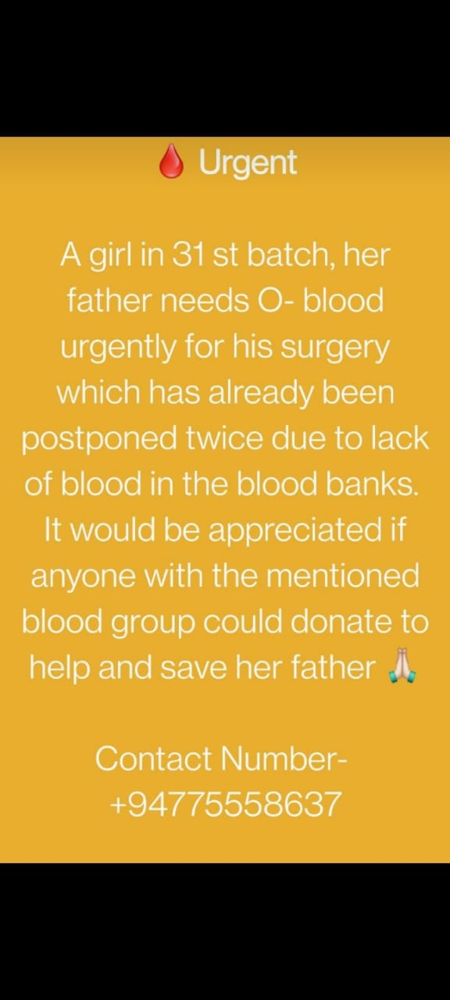 🩸 Urgent
A girl in 31 st batch, her
father needs O- blood
urgently for his surgery
which has already been
postponed twice due to lack
of blood in the blood banks.
It would be appreciated if
anyone with the mentioned
blood group could donate to
help and save her father 🙏🏻
Contact Number-
+94775558637